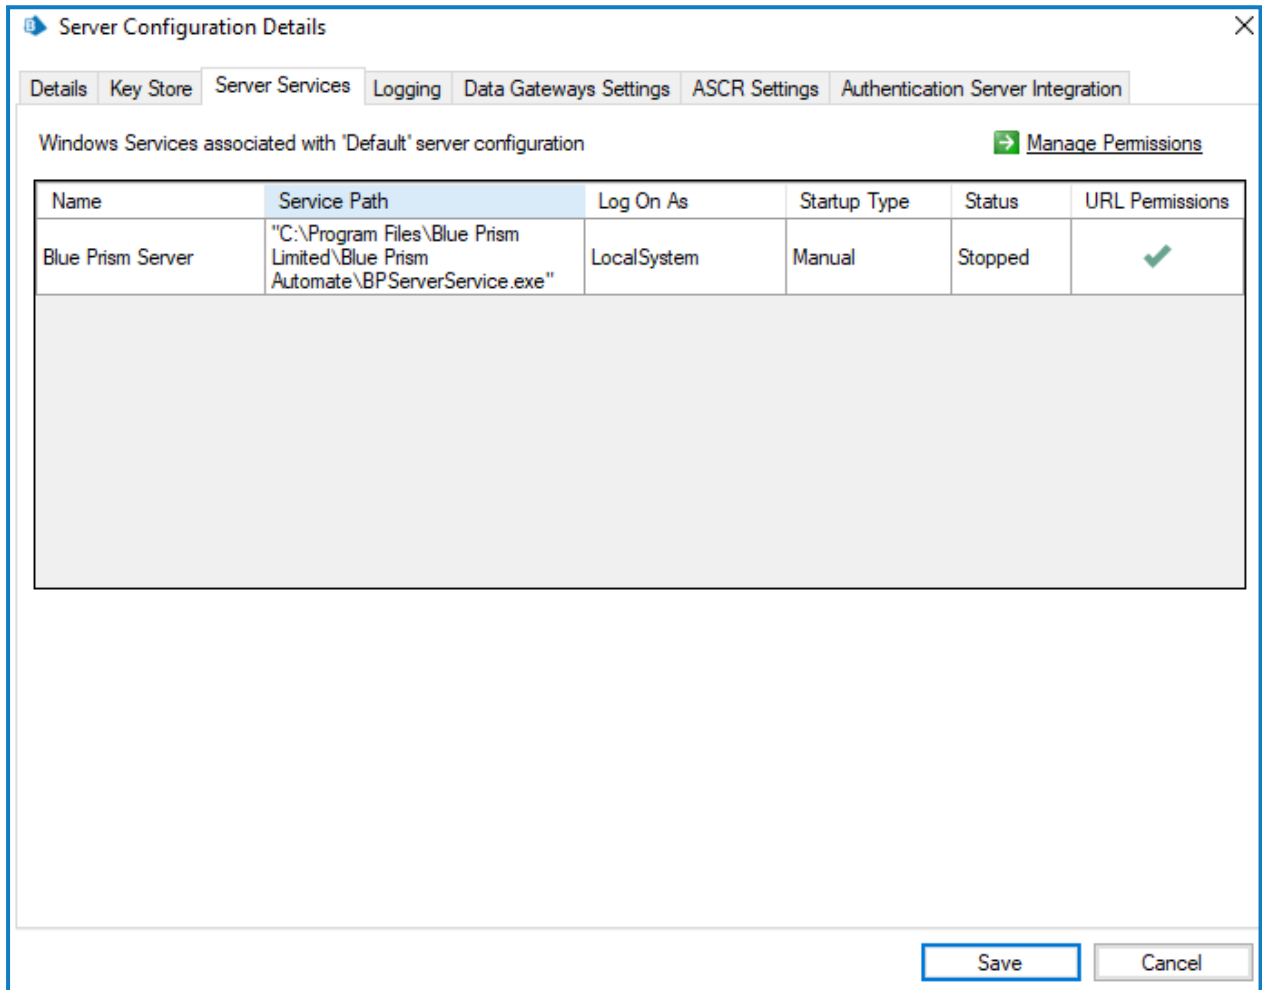 Server Configuration Details
Details Key Store Server Services Logging Data Gateways Settings ASCR Settings Authentication Server Integration
Windows Services associated with 'Default' server configuration Manage Permissions
Name Service Path Log On As Startup Type Status URL Permissions
Blue Prism Server "C:\Program Files\Blue Prism
Limited\Blue Prism
Automate\BPServerService.exe" LocalSystem Manual Stopped
Save Cancel